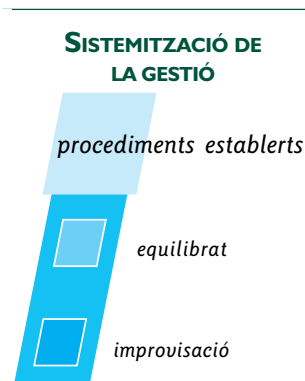 SISTEMITZACIÓ DE
LA GESTIÓ
procediments establerts
equilibrat
improvisació